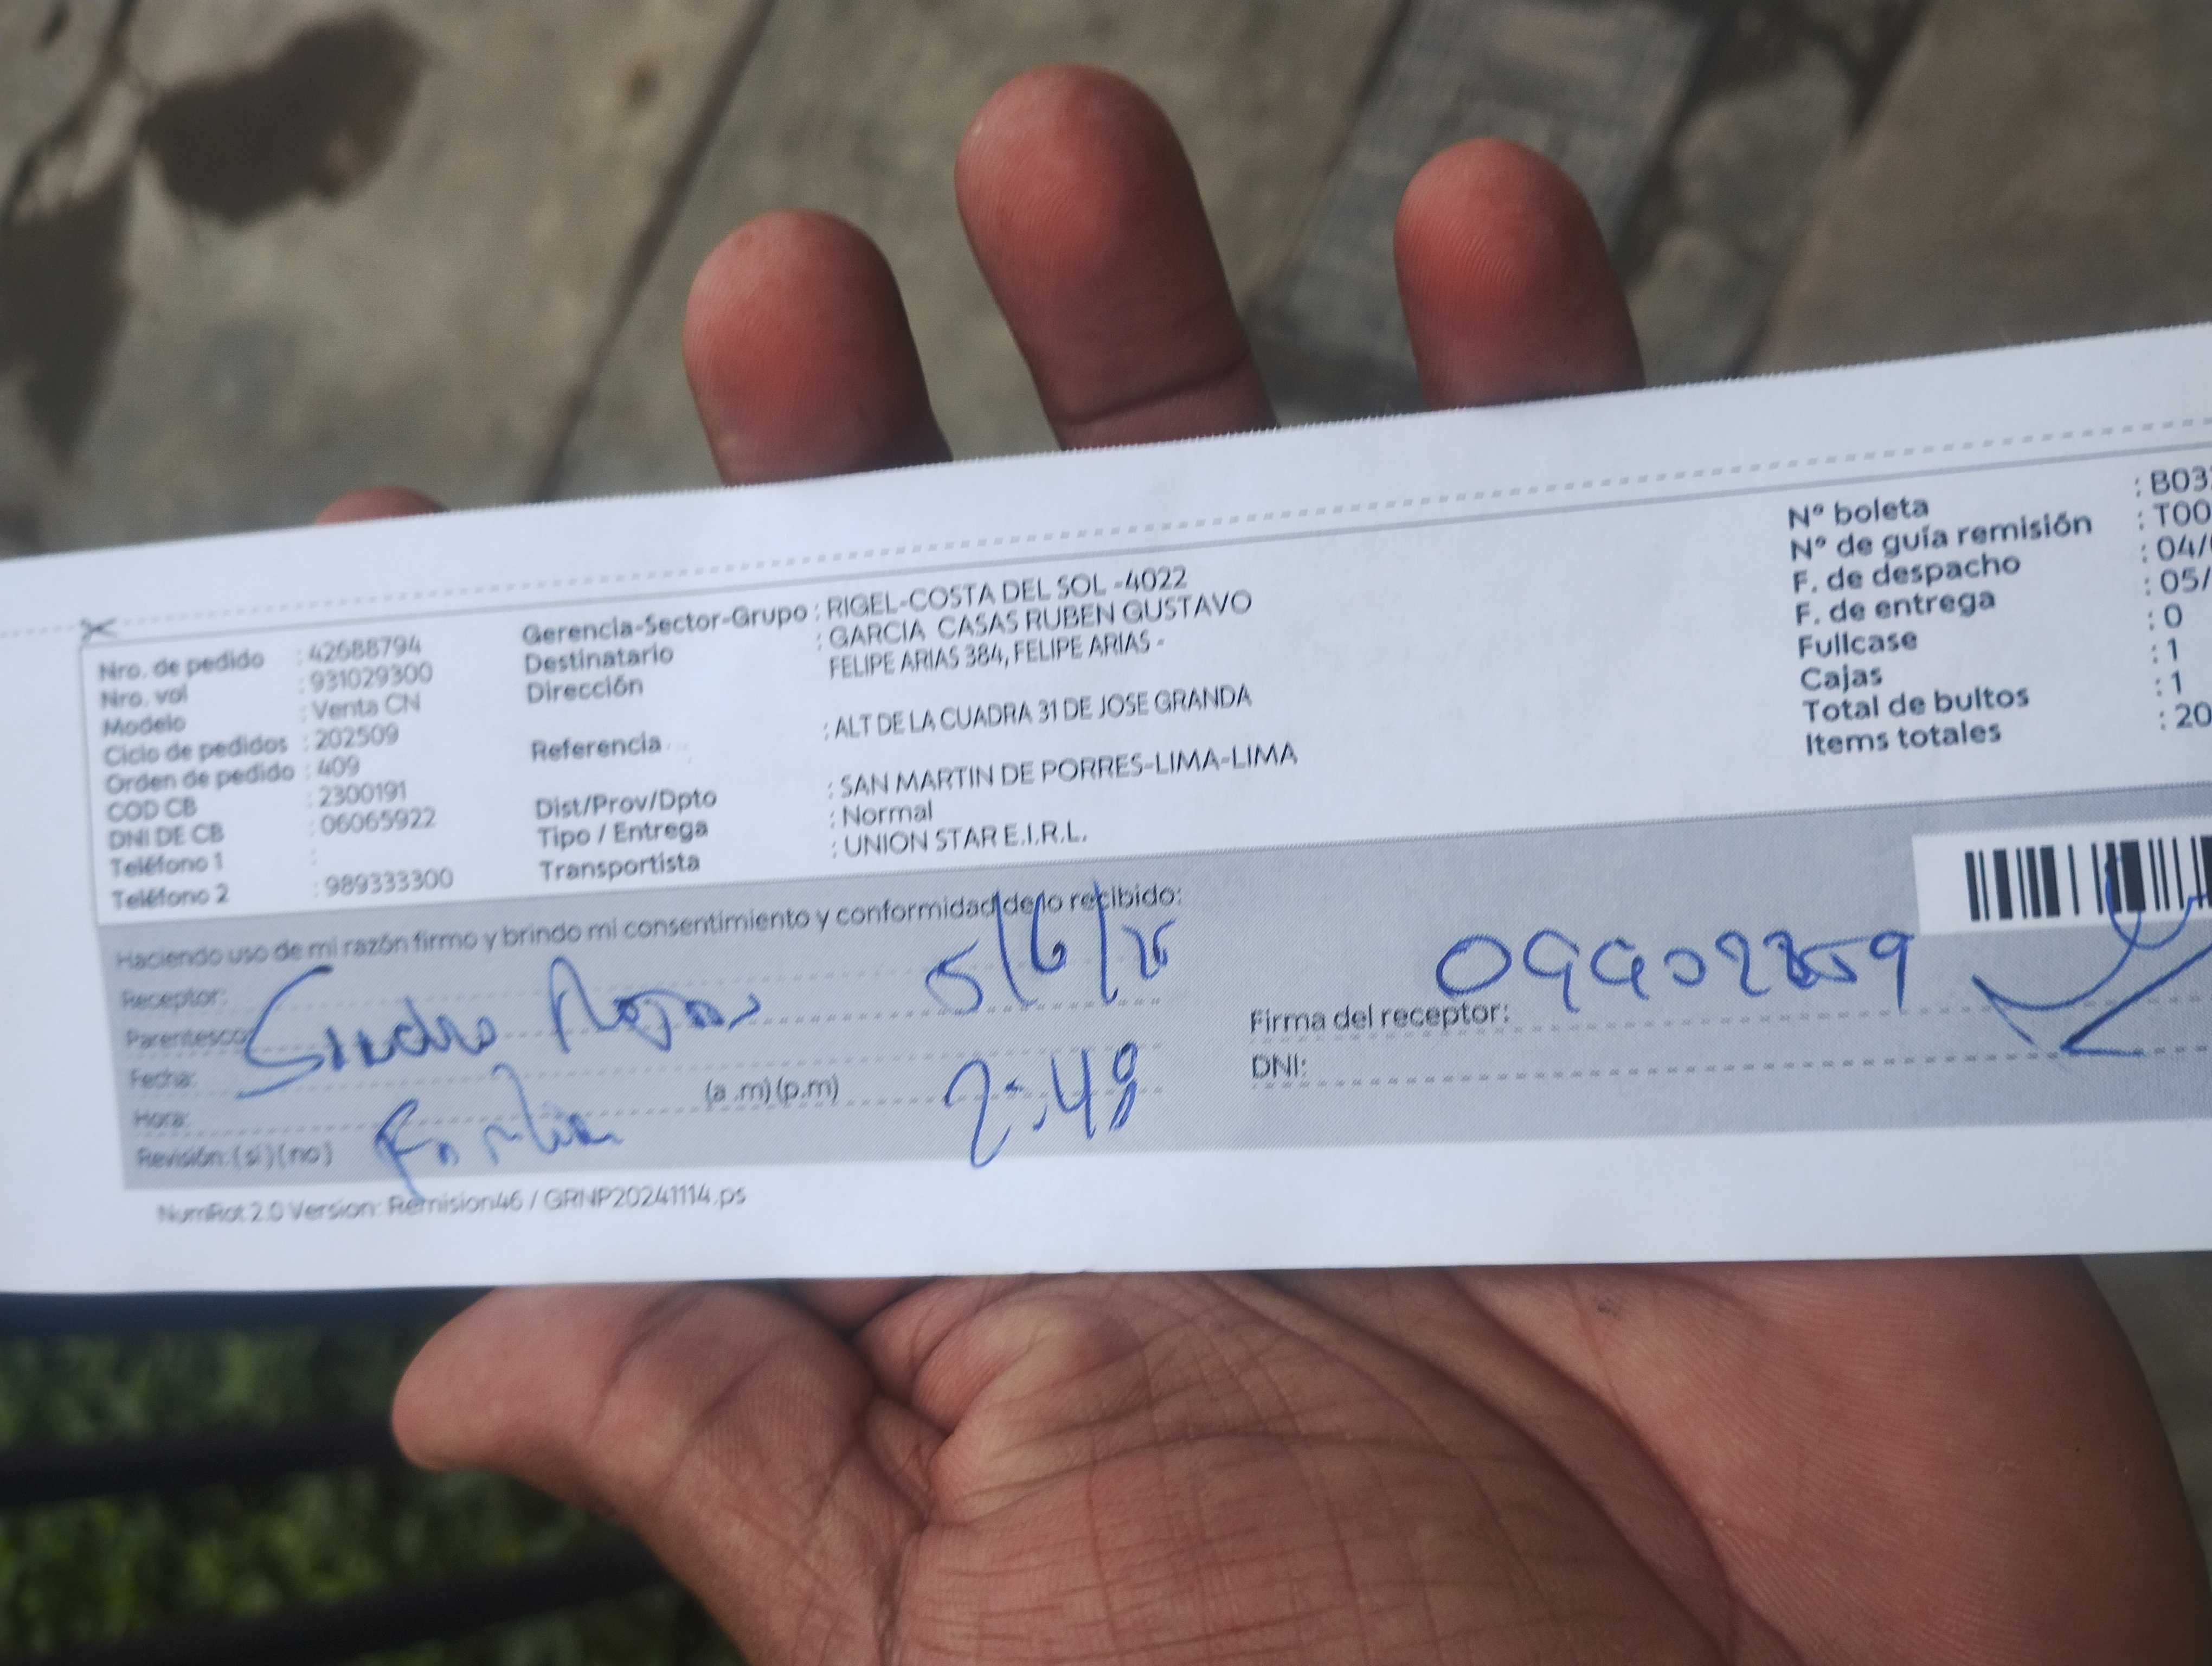 Nro. de pedido : 42688794
Nro. vol : 931029300
Modelo : Venta CN
Ciclo de pedidos : 202509
Orden de pedido : 409
COD CB : 2300191
DNI DE CB : 06065922
Teléfono 1 :
Teléfono 2 : 989333300
Gerencia-Sector-Grupo : RIGEL-COSTA DEL SOL -4022
Destinatario : GARCIA CASAS RUBEN GUSTAVO
Dirección FELIPE ARIAS 384, FELIPE ARIAS -
Referencia : ALT DE LA CUADRA 31 DE JOSE GRANDA
Dist/Prov/Dpto : SAN MARTIN DE PORRES-LIMA-LIMA
Tipo / Entrega : Normal
Transportista : UNION STAR E.I.R.L.
N° boleta : B03
N° de guía remisión : T00
F. de despacho : 04/
F. de entrega : 05/
Fullcase : 0
Cajas : 1
Total de bultos : 1
Items totales : 20
Haciendo uso de mi razón firmo y brindo mi consentimiento y conformidad de lo recibido:
Receptor:
Parentesco:
Rojas 5/6/25
Fecha:
Hora: (a .m) (p.m) 2:48
Revisión: (si) (no)
Firma del receptor:
DNI:
NumRot 2.0 Version: Remision46 / GRNP20241114.ps